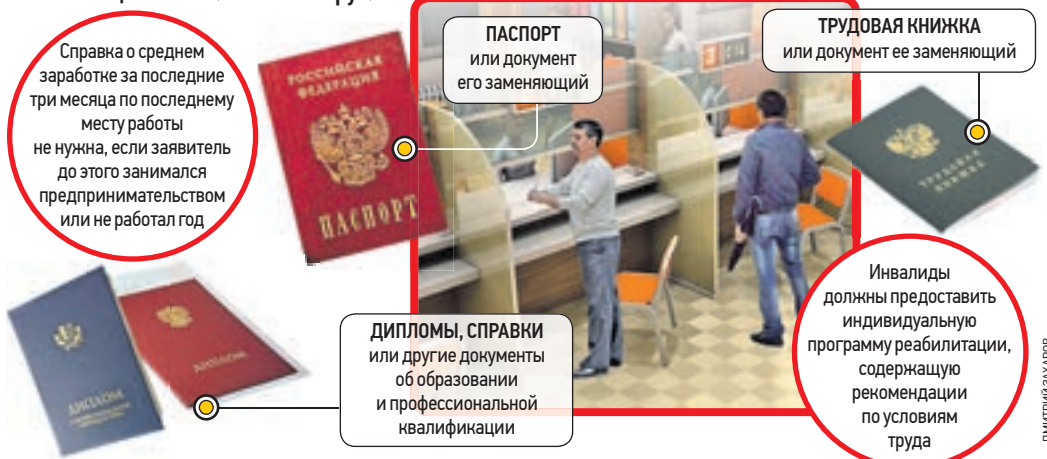 Справка о среднем
заработке за последние
три месяца по последнему
месту работы
не нужна, если заявитель
до этого занимался
предпринимательством
или не работал год
РОССИЙСКАЯ
ФЕДЕРАЦИЯ
ПАСПОРТ
ПАСПОРТ
или документ
его заменяющий
ТРУДОВАЯ КНИЖКА
или документ ее заменяющий
ТРУДОВАЯ
КНИЖКА
ДИПЛОМ
ДИПЛОМ
ДИПЛОМЫ, СПРАВКИ
или другие документы
об образовании
и профессиональной
квалификации
Инвалиды
должны предоставить
индивидуальную
программу реабилитации,
содержащую
рекомендации
по условиям
труда
ДМИТРИЙ ЗАХАРОВ